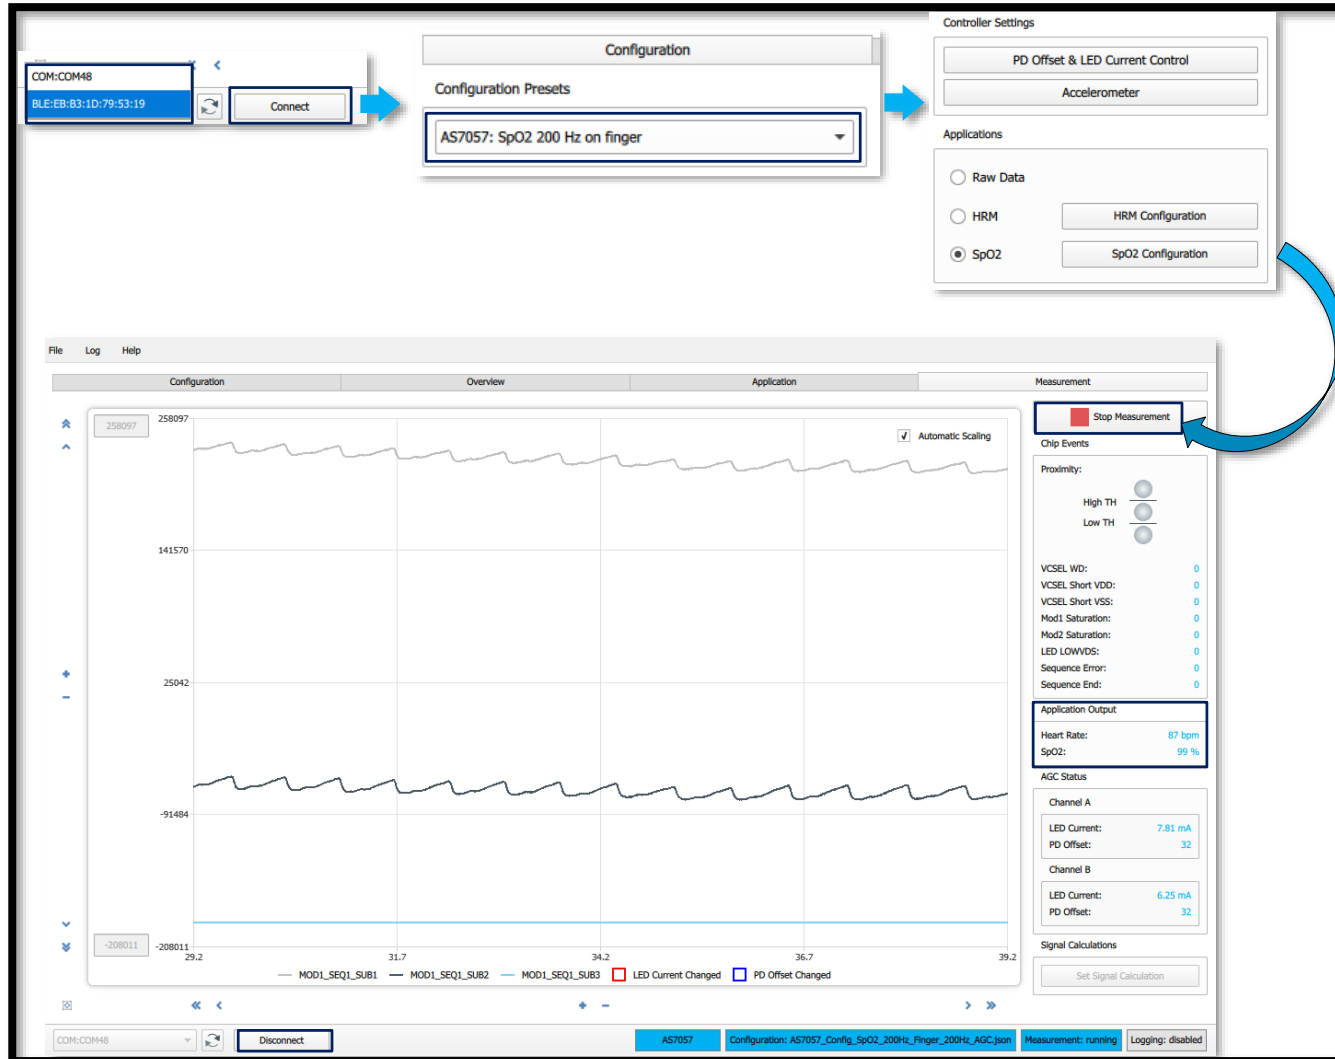 COM:COM48
BLE:EB:B3:1D:79:53:19
Connect
Configuration
Configuration Presets
AS7057: SpO2 200 Hz on finger
Controller Settings
PD Offset & LED Current Control
Accelerometer
Applications
Raw Data
HRM
HRM Configuration
SpO2
SpO2 Configuration
File Log Help
Configuration Overview Application Measurement
258097
258097
Automatic Scaling
141570
25042
-91484
-208011
-208011
29.2 31.7 34.2 36.7 39.2
MOD1_SEQ1_SUB1 MOD1_SEQ1_SUB2 MOD1_SEQ1_SUB3 LED Current Changed PD Offset Changed
Stop Measurement
Chip Events
Proximity:
High TH
Low TH
VCSEL WD: 0
VCSEL Short VDD: 0
VCSEL Short VSS: 0
Mod1 Saturation: 0
Mod2 Saturation: 0
LED LOWVDS: 0
Sequence Error: 0
Sequence End: 0
Application Output
Heart Rate: 87 bpm
SpO2: 99 %
AGC Status
Channel A
LED Current: 7.81 mA
PD Offset: 32
Channel B
LED Current: 6.25 mA
PD Offset: 32
Signal Calculations
Set Signal Calculation
COM:COM48
Disconnect
AS7057
Configuration: AS7057_Config_SpO2_200Hz_Finger_200Hz_AGC.json
Measurement: running
Logging: disabled